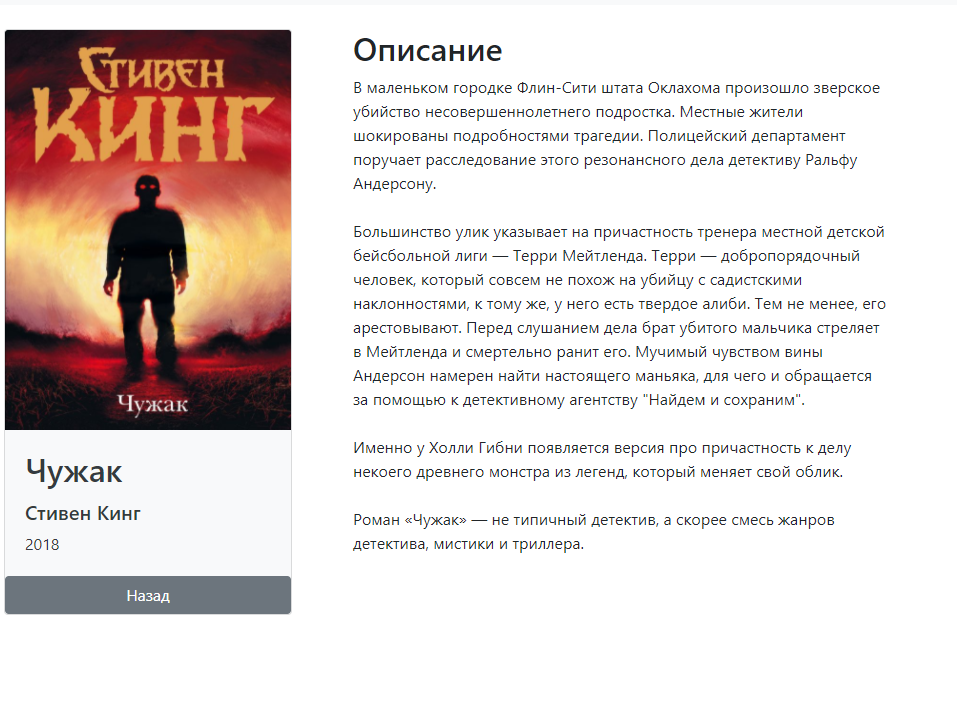 СТИВЕН
КИНГ
Чужак
Чужак
Стивен Кинг
2018
Назад
Описание
В маленьком городке Флин-Сити штата Оклахома произошло зверское
убийство несовершеннолетнего подростка. Местные жители
шокированы подробностями трагедии. Полицейский департамент
поручает расследование этого резонансного дела детективу Ральфу
Андерсону.
Большинство улик указывает на причастность тренера местной детской
бейсбольной лиги — Терри Мейтленда. Терри — добропорядочный
человек, который совсем не похож на убийцу с садистскими
наклонностями, к тому же, у него есть твердое алиби. Тем не менее, его
арестовывают. Перед слушанием дела брат убитого мальчика стреляет
в Мейтленда и смертельно ранит его. Мучимый чувством вины
Андерсон намерен найти настоящего маньяка, для чего и обращается
за помощью к детективному агентству "Найдем и сохраним".
Именно у Холли Гибни появляется версия про причастность к делу
некоего древнего монстра из легенд, который меняет свой облик.
Роман «Чужак» — не типичный детектив, а скорее смесь жанров
детектива, мистики и триллера.